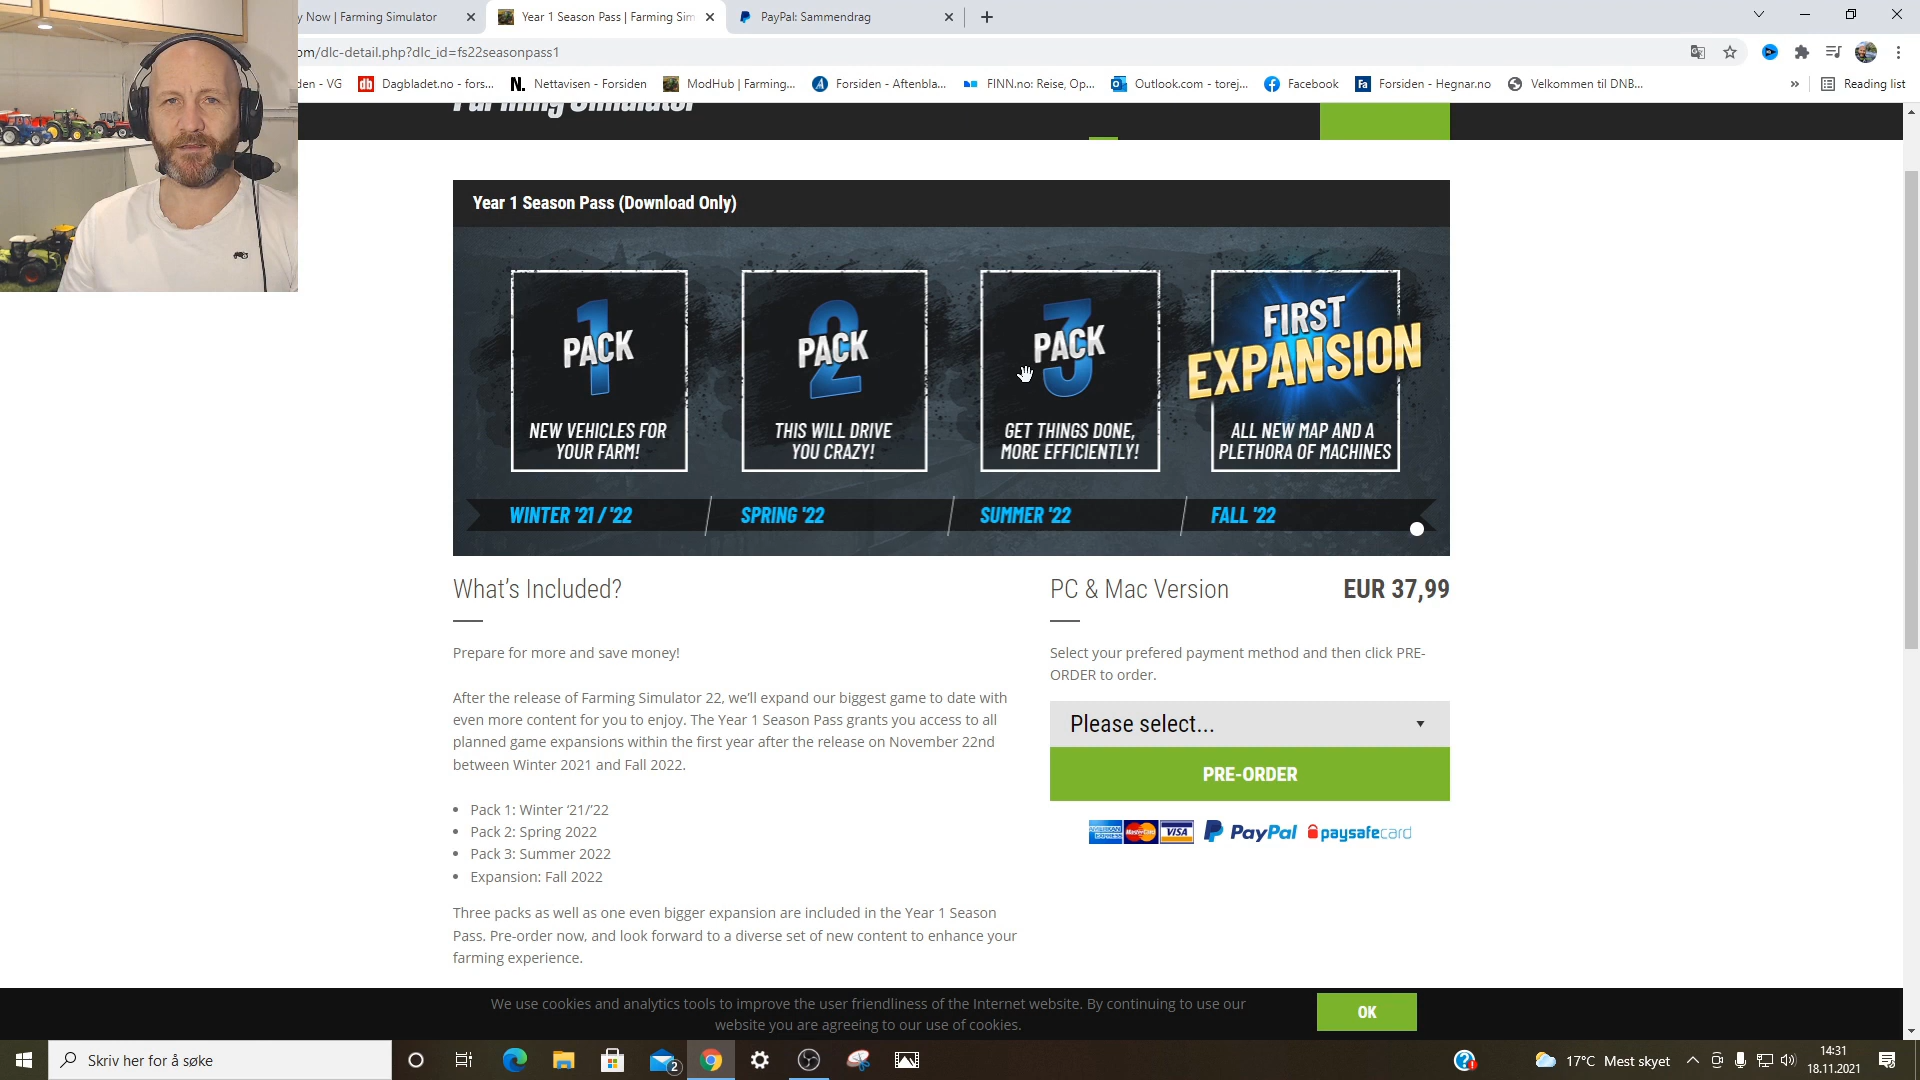 y Now | Farming Simulator
Year 1 Season Pass | Farming Sim
PayPal: Sammendrag
om/dlc-detail.php?dlc_id=fs22seasonpass1
den - VG
db
Dagbladet.no - fors...
N.
Nettavisen - Forsiden
ModHub | Farming...
Forsiden - Aftenbla...
FINN.no: Reise, Op...
Outlook.com - torej...
Facebook
Fa
Forsiden - Hegnar.no
Velkommen til DNB...
»
Reading list
Farming Simulator
Year 1 Season Pass (Download Only)
1
PACK
NEW VEHICLES FOR
YOUR FARM!
2
PACK
THIS WILL DRIVE
YOU CRAZY!
3
PACK
GET THINGS DONE,
MORE EFFICIENTLY!
FIRST
EXPANSION
ALL NEW MAP AND A
PLETHORA OF MACHINES
WINTER '21 / '22
SPRING '22
SUMMER '22
FALL '22
What's Included?
PC & Mac Version
EUR 37,99
Prepare for more and save money!
After the release of Farming Simulator 22, we'll expand our biggest game to date with
even more content for you to enjoy. The Year 1 Season Pass grants you access to all
planned game expansions within the first year after the release on November 22nd
between Winter 2021 and Fall 2022.
Pack 1: Winter '21/'22
Pack 2: Spring 2022
Pack 3: Summer 2022
Expansion: Fall 2022
Three packs as well as one even bigger expansion are included in the Year 1 Season
Pass. Pre-order now, and look forward to a diverse set of new content to enhance your
farming experience.
Select your prefered payment method and then click PRE-
ORDER to order.
Please select...
PRE-ORDER
AMERICAN EXPRESS
MasterCard
VISA
PayPal
paysafecard
We use cookies and analytics tools to improve the user friendliness of the Internet website. By continuing to use our
website you are agreeing to our use of cookies.
OK
Skriv her for å søke
2
17°C Mest skyet
14:31
18.11.2021